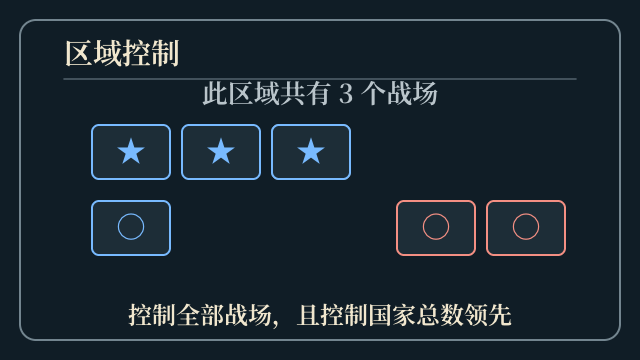 区域控制
此区域共有 3 个战场
★ ★ ★
○ ○ ○
控制全部战场，且控制国家总数领先